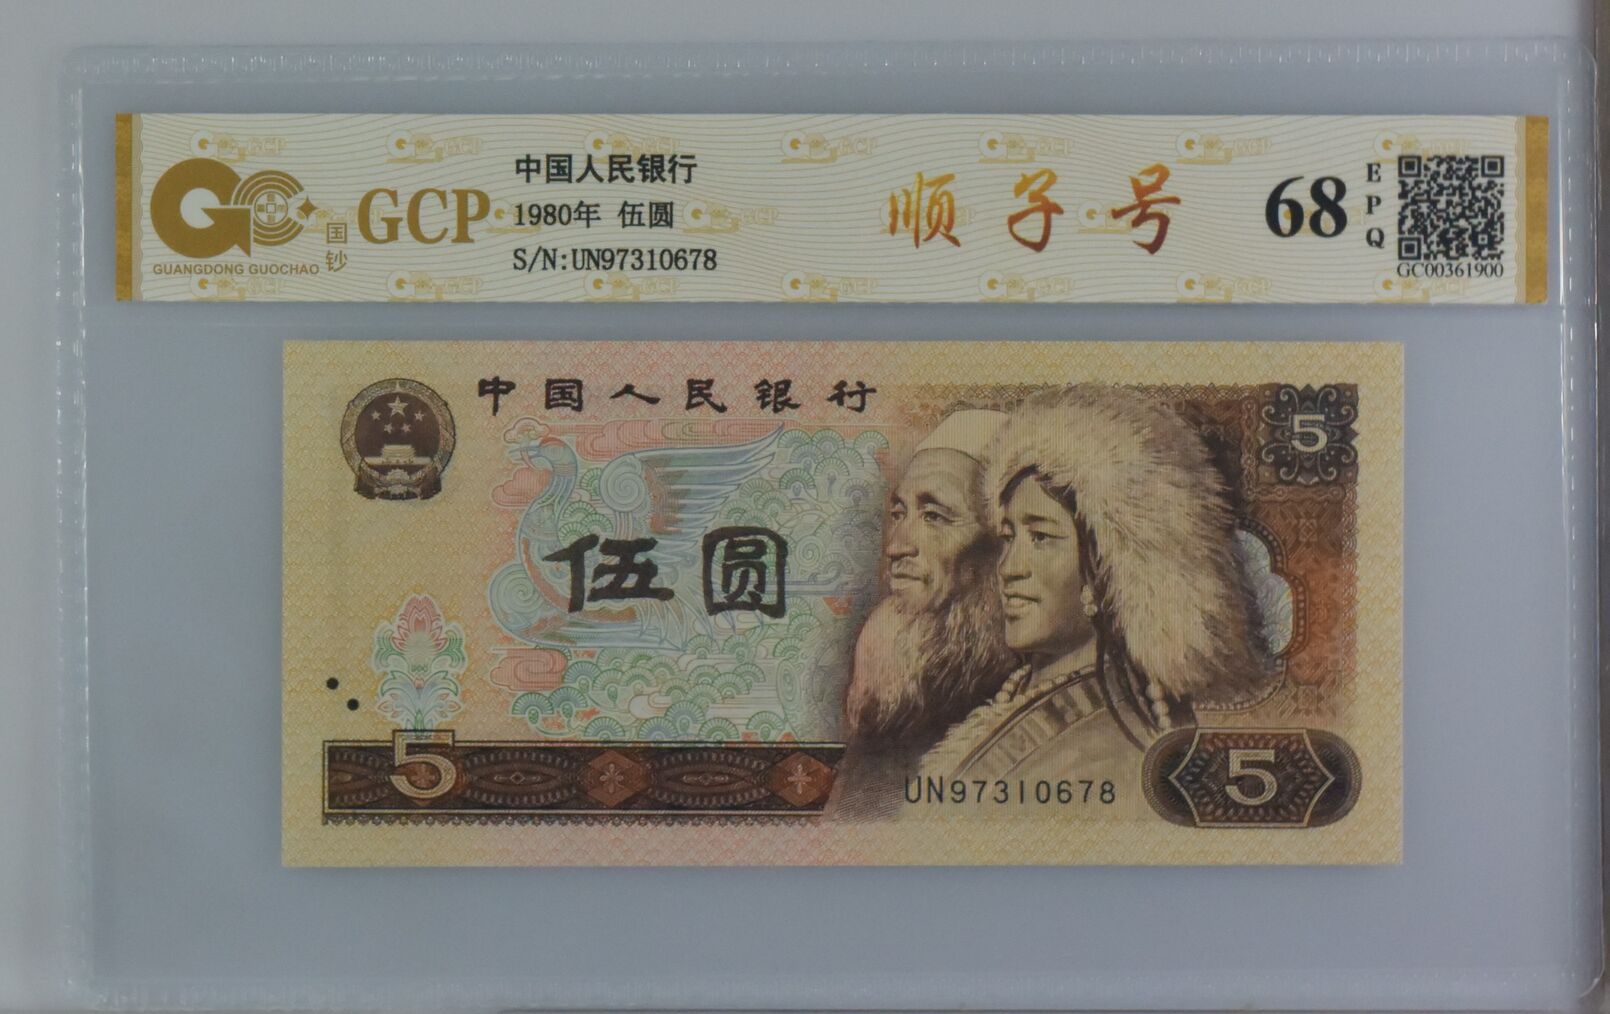 中国人民银行
GCP
国钞
GUANGDONG GUOCHAO
1980年 伍圆
S/N:UN97310678
顺子号
68
EPQ
GC00361900
中国人民银行
5
伍圆
5
UN97310678
5